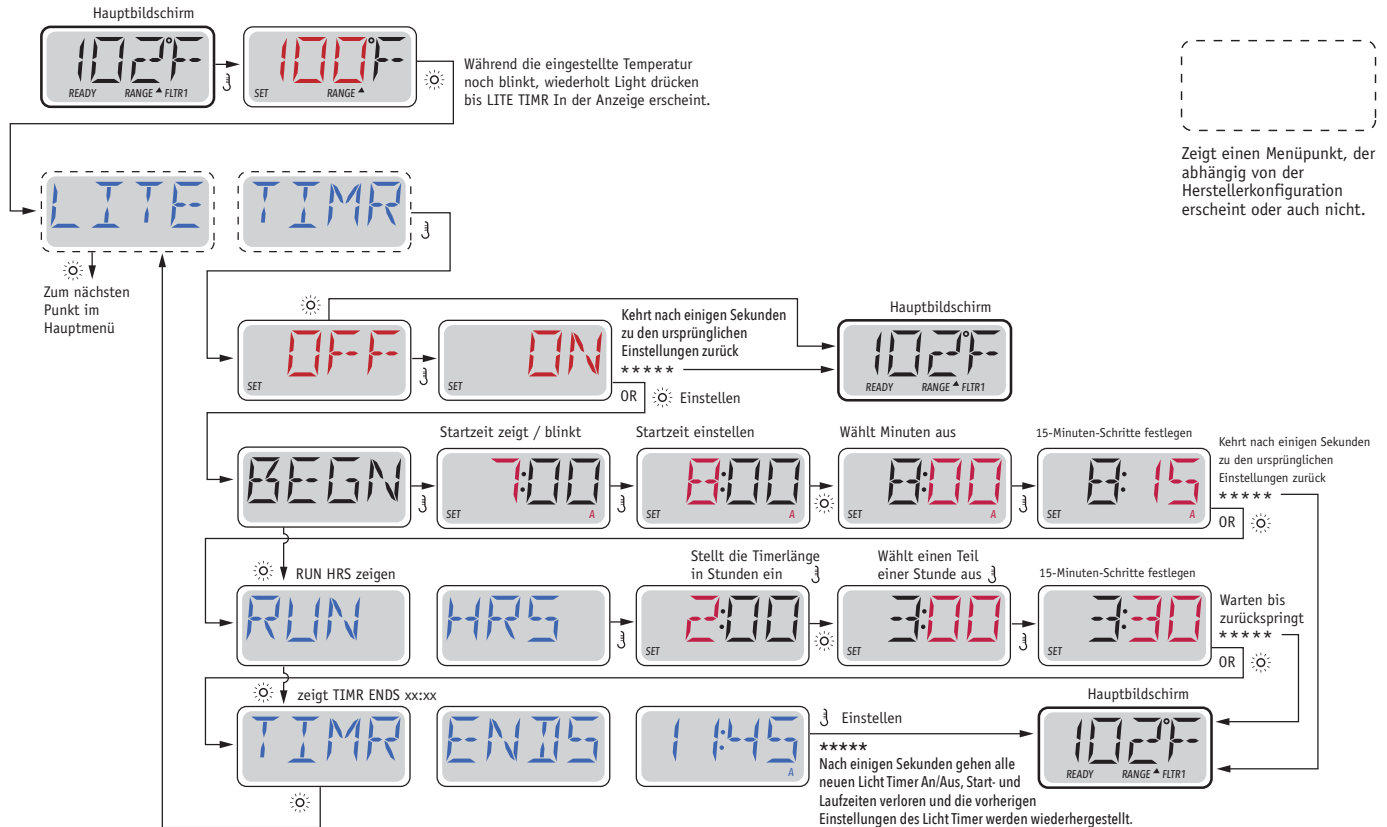 Hauptbildschirm
102°F
READY RANGE FLTR1
100°F
SET RANGE
Während die eingestellte Temperatur
noch blinkt, wiederholt Light drücken
bis LITE TIMR In der Anzeige erscheint.
Zeigt einen Menüpunkt, der
abhängig von der
Herstellerkonfiguration
erscheint oder auch nicht.
LITE TIMR
Zum nächsten
Punkt im
Hauptmenü
OFF
SET
ON
SET
Kehrt nach einigen Sekunden
zu den ursprünglichen
Einstellungen zurück
*****
OR Einstellen
Hauptbildschirm
102°F
READY RANGE FLTR1
BEGN
Startzeit zeigt / blinkt
7:00
SET A
Startzeit einstellen
8:00
SET A
Wählt Minuten aus
8:00
SET A
15-Minuten-Schritte festlegen
8:15
SET A
Kehrt nach einigen Sekunden
zu den ursprünglichen
Einstellungen zurück
*****
OR
RUN HRS zeigen
RUN HRS
Stellt die Timerlänge
in Stunden ein
2:00
SET
Wählt einen Teil
einer Stunde aus
3:00
SET
15-Minuten-Schritte festlegen
3:30
SET
Warten bis
zurückspringt
*****
OR
zeigt TIMR ENDS xx:xx
TIMR ENDS 11:45
A
Einstellen
*****
Nach einigen Sekunden gehen alle
neuen Licht Timer An/Aus, Start- und
Laufzeiten verloren und die vorherigen
Einstellungen des Licht Timer werden wiederhergestellt.
Hauptbildschirm
102°F
READY RANGE FLTR1